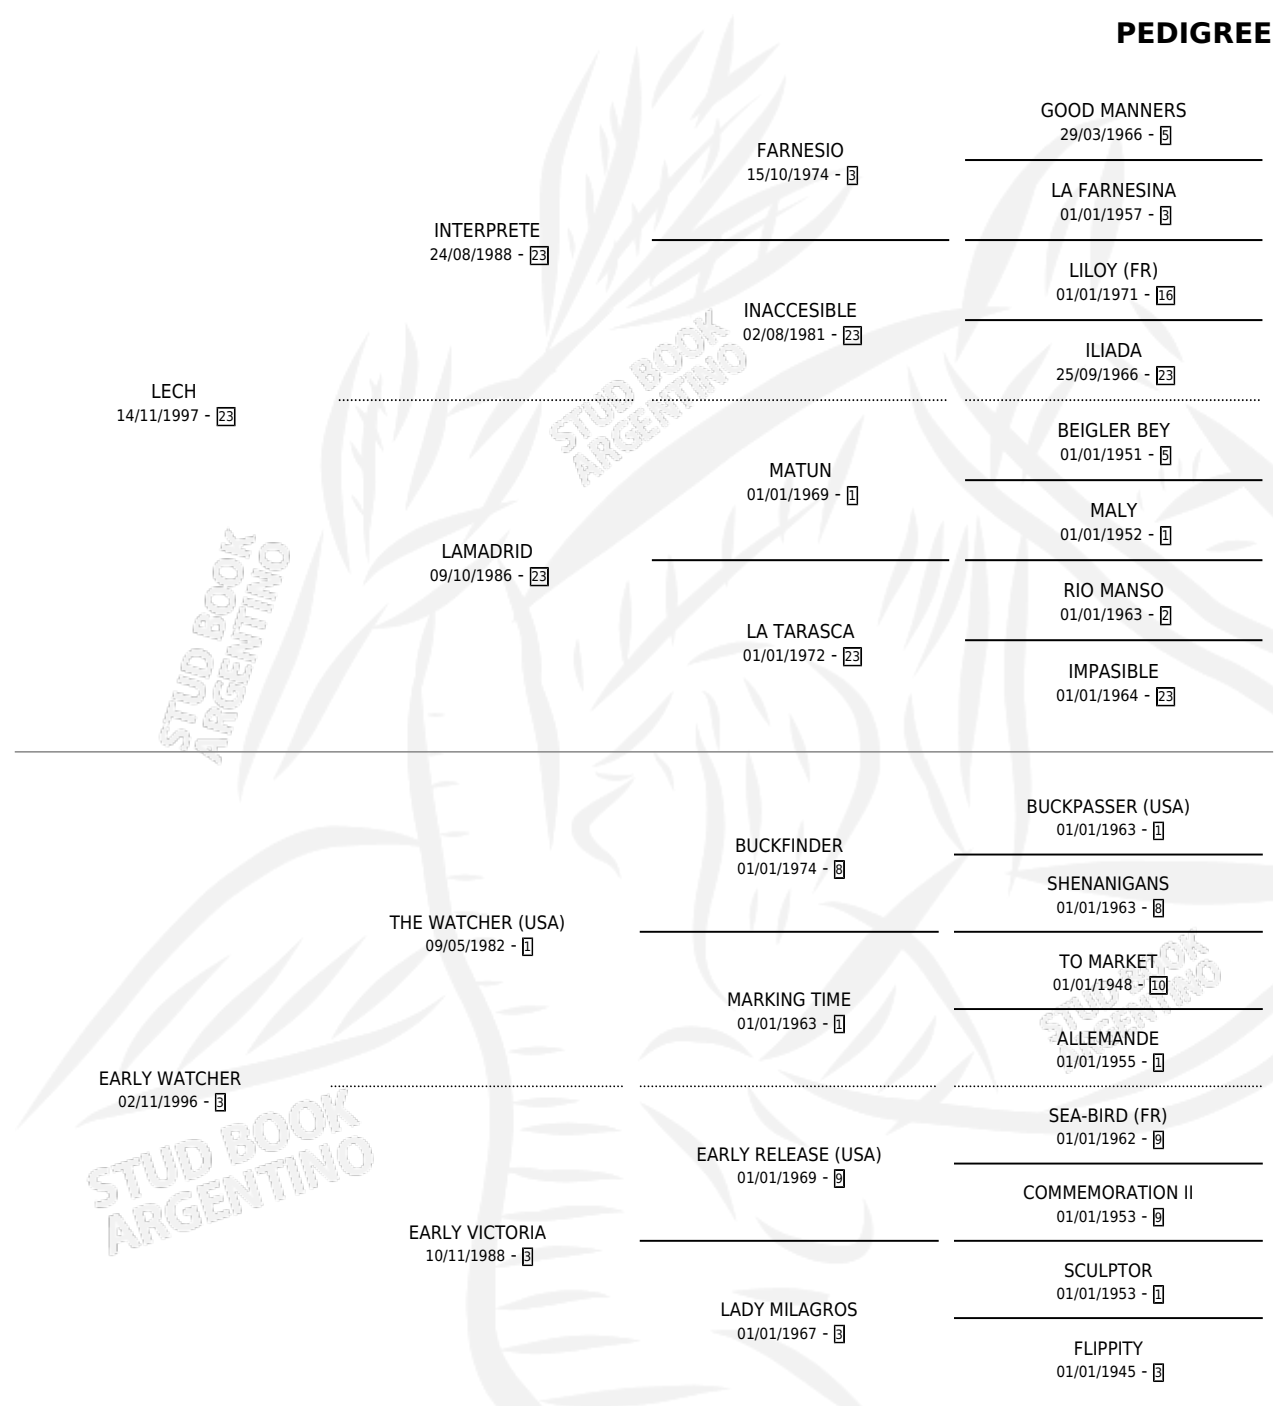 PEDIGREE
GOOD MANNERS
29/03/1966 - 5
FARNESIO
15/10/1974 - 3
LA FARNESINA
01/01/1957 - 3
INTERPRETE
24/08/1988 - 23
LILOY (FR)
01/01/1971 - 16
INACCESIBLE
02/08/1981 - 23
ILIADA
25/09/1966 - 23
LECH
14/11/1997 - 23
BEIGLER BEY
01/01/1951 - 5
MATUN
01/01/1969 - 1
MALY
01/01/1952 - 1
LAMADRID
09/10/1986 - 23
RIO MANSO
01/01/1963 - 2
LA TARASCA
01/01/1972 - 23
IMPASIBLE
01/01/1964 - 23
BUCKPASSER (USA)
01/01/1963 - 1
BUCKFINDER
01/01/1974 - 8
SHENANIGANS
01/01/1963 - 8
THE WATCHER (USA)
09/05/1982 - 1
TO MARKET
01/01/1948 - 10
MARKING TIME
01/01/1963 - 1
ALLEMANDE
01/01/1955 - 1
EARLY WATCHER
02/11/1996 - 3
SEA-BIRD (FR)
01/01/1962 - 9
EARLY RELEASE (USA)
01/01/1969 - 9
COMMEMORATION II
01/01/1953 - 9
EARLY VICTORIA
10/11/1988 - 3
SCULPTOR
01/01/1953 - 1
LADY MILAGROS
01/01/1967 - 3
FLIPPITY
01/01/1945 - 3
STUD BOOK
ARGENTINO
STUD BOOK
ARGENTINO
STUD BOOK
ARGENTINO
STUD BOOK
ARGENTINO